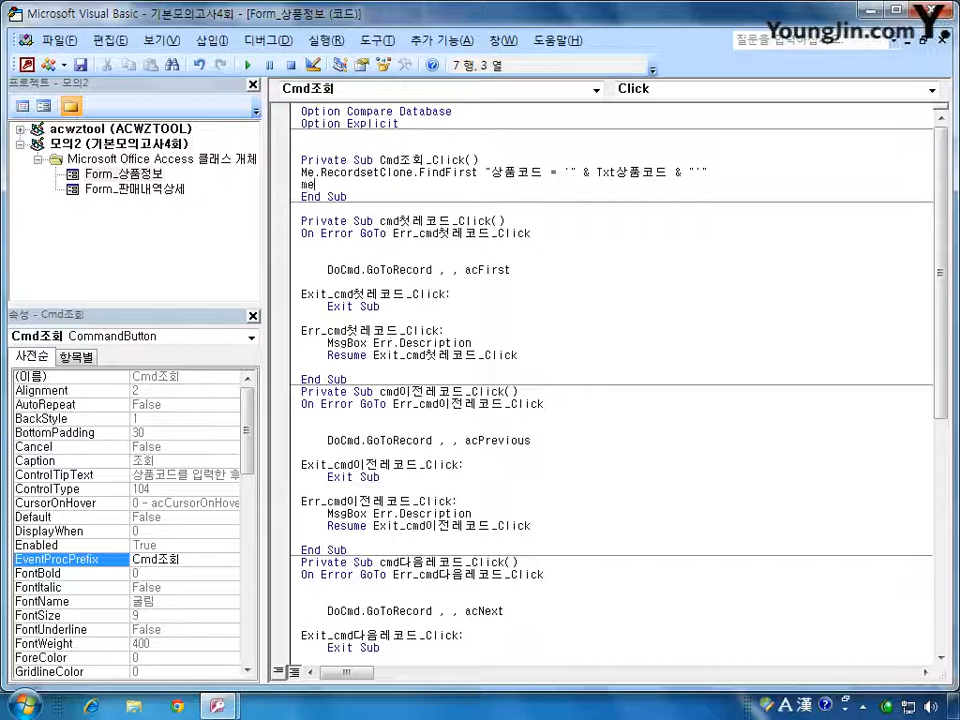 Microsoft Visual Basic - 기본모의고사4회 - [Form_상품정보 (코드)]
YoungJin.com Y.
파일(F) 편집(E) 보기(V) 삽입(I) 디버그(D) 실행(R) 도구(T) 추가 기능(A) 창(W) 도움말(H)
7 행, 3 열
프로젝트 - 모의2
Cmd조회
Click
acwztool (ACWZTOOL)
모의2 (기본모의고사4회)
Microsoft Office Access 클래스 개체
Form_상품정보
Form_판매내역상세
속성 - Cmd조회
Cmd조회 CommandButton
사전순 항목별
(이름) Cmd조회
Alignment 2
AutoRepeat False
BackStyle 1
BottomPadding 30
Cancel False
Caption 조회
ControlTipText 상품코드를 입력한 후
ControlType 104
CursorOnHover 0 - acCursorOnHove
Default False
DisplayWhen 0
Enabled True
EventProcPrefix Cmd조회
FontBold 0
FontItalic False
FontName 굴림
FontSize 9
FontUnderline False
FontWeight 400
ForeColor 0
GridlineColor 0
Option Compare Database
Option Explicit
Private Sub Cmd조회_Click()
Me.RecordsetClone.FindFirst "상품코드 = '" & Txt상품코드 & "'"
me
End Sub
Private Sub cmd첫레코드_Click()
On Error GoTo Err_cmd첫레코드_Click
DoCmd.GoToRecord , , acFirst
Exit_cmd첫레코드_Click:
Exit Sub
Err_cmd첫레코드_Click:
MsgBox Err.Description
Resume Exit_cmd첫레코드_Click
End Sub
Private Sub cmd이전레코드_Click()
On Error GoTo Err_cmd이전레코드_Click
DoCmd.GoToRecord , , acPrevious
Exit_cmd이전레코드_Click:
Exit Sub
Err_cmd이전레코드_Click:
MsgBox Err.Description
Resume Exit_cmd이전레코드_Click
End Sub
Private Sub cmd다음레코드_Click()
On Error GoTo Err_cmd다음레코드_Click
DoCmd.GoToRecord , , acNext
Exit_cmd다음레코드_Click:
Exit Sub
A 漢